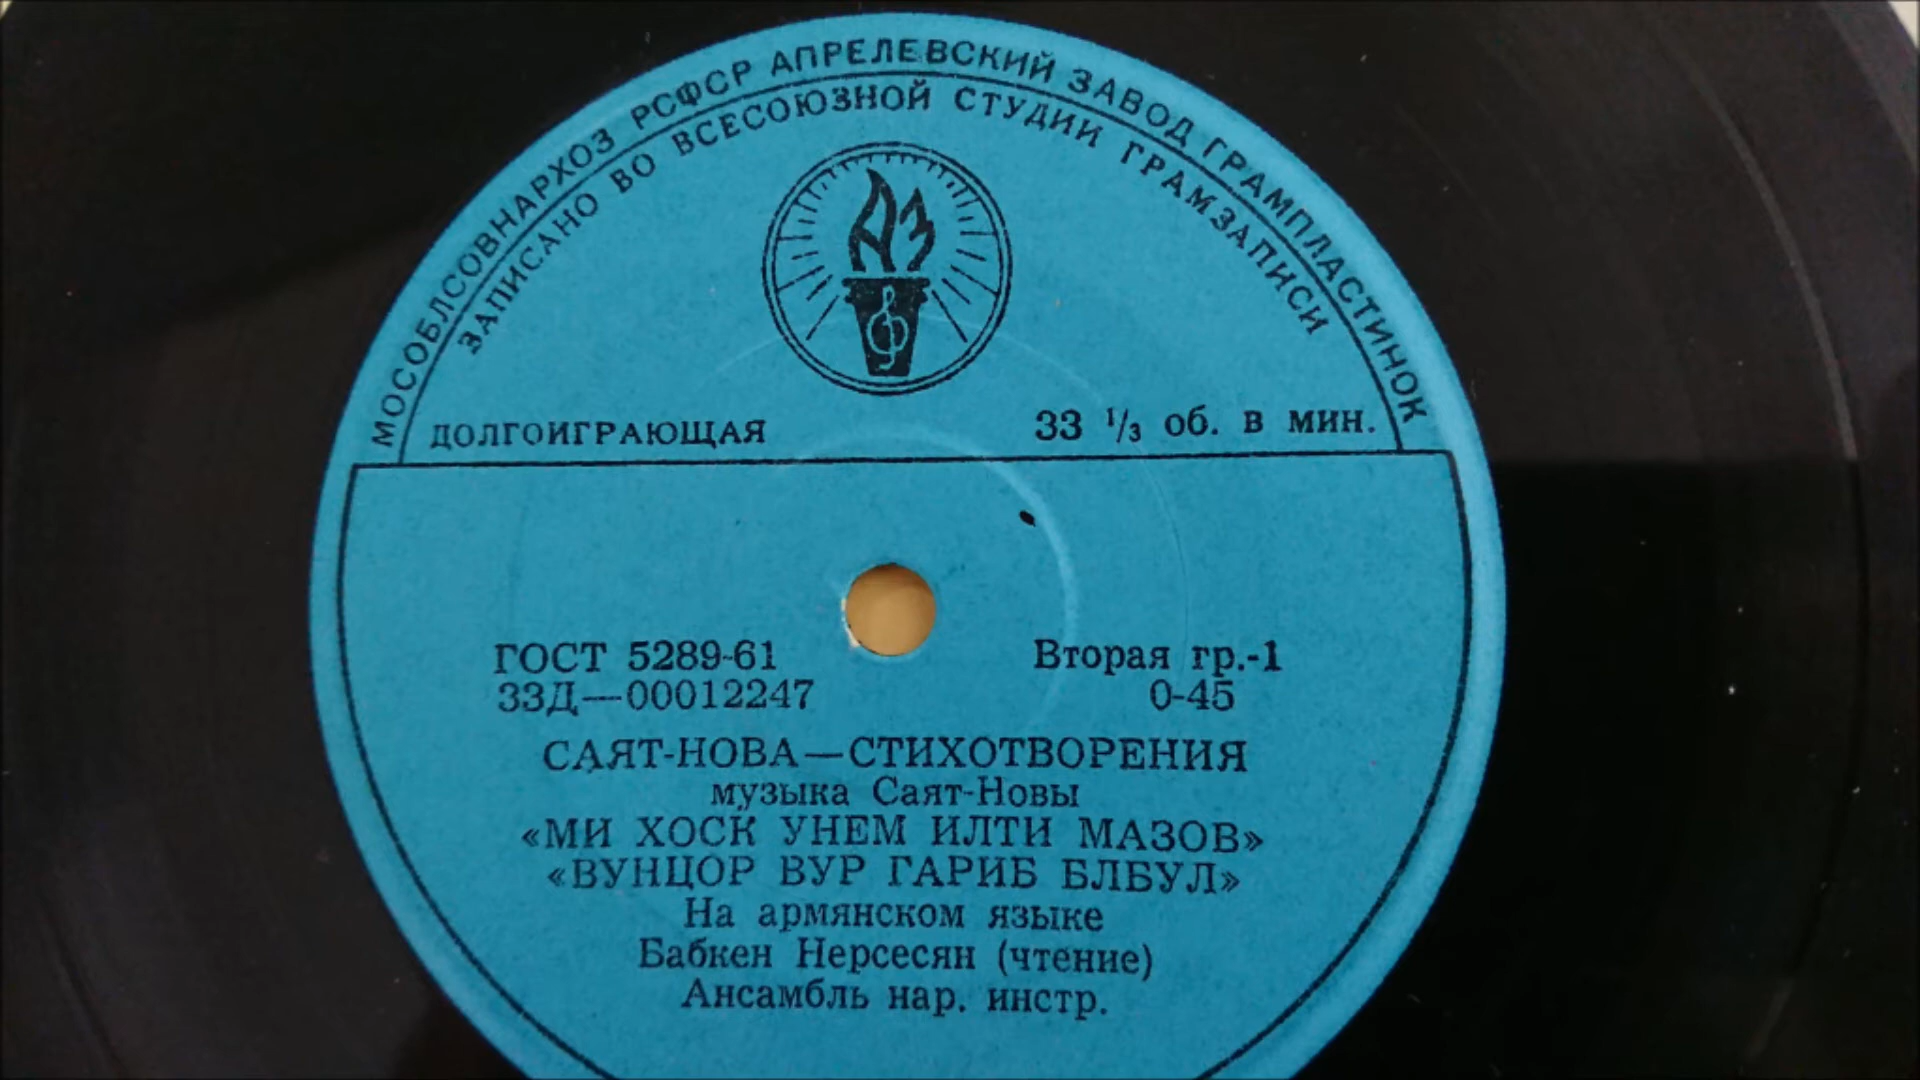 МОСОБЛСОВНАРХОЗ РСФСР АПРЕЛЕВСКИЙ ЗАВОД ГРАМПЛАСТИНОК
ЗАПИСАНО ВО ВСЕСОЮЗНОЙ СТУДИИ ГРАМЗАПИСИ
АЗ
ДОЛГОИГРАЮЩАЯ 33 1/3 об. в мин.
ГОСТ 5289-61 Вторая гр.-1
33Д—00012247 0-45
САЯТ-НОВА—СТИХОТВОРЕНИЯ
музыка Саят-Новы
«МИ ХОСК УНЕМ ИЛТИ МАЗОВ»
«ВУНЦОР ВУР ГАРИБ БЛБУЛ»
На армянском языке
Бабкен Нерсесян (чтение)
Ансамбль нар. инстр.